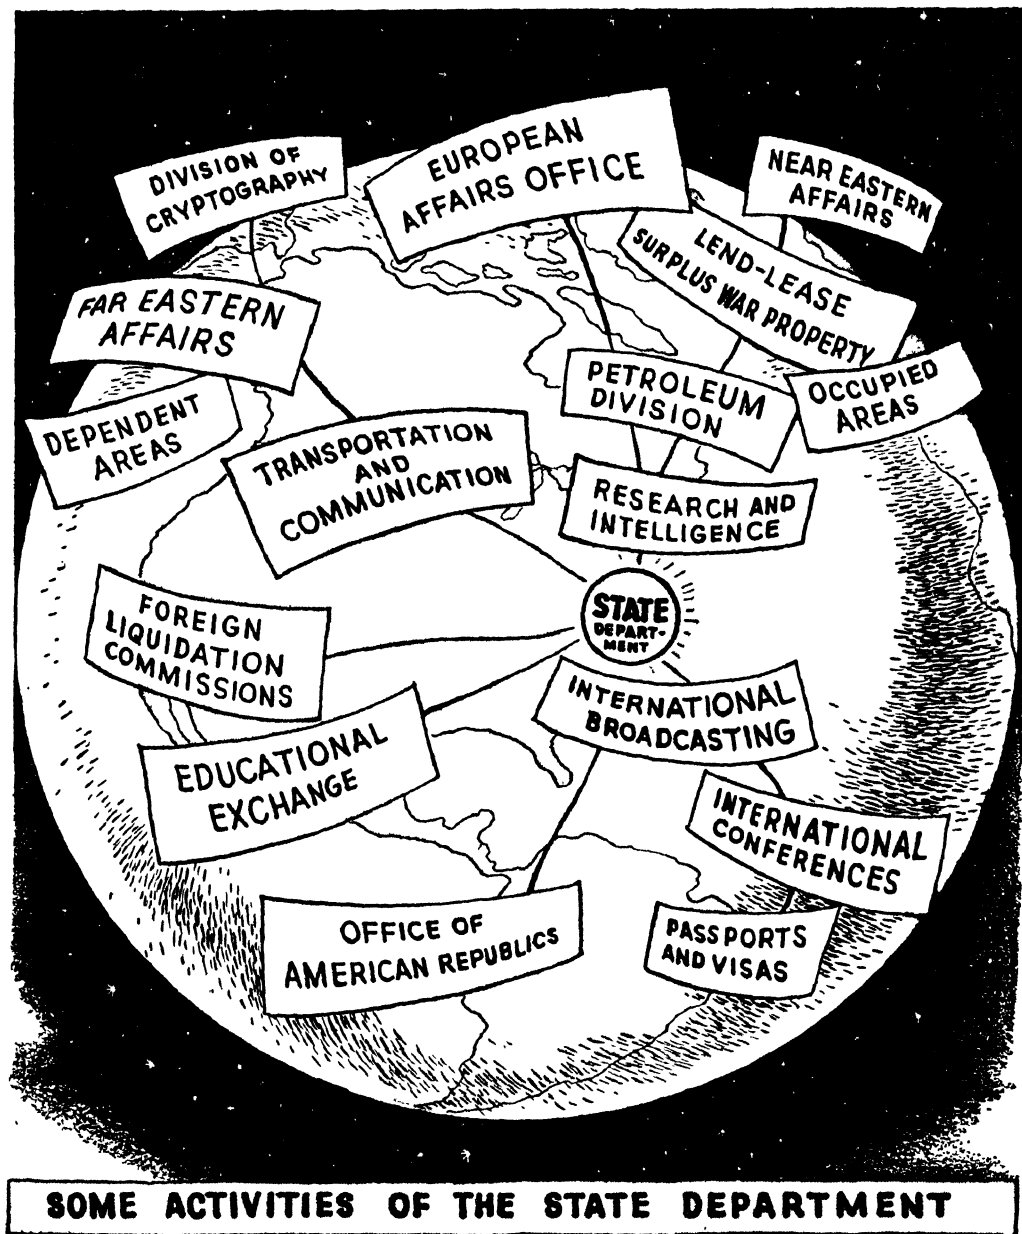 DIVISION OF
CRYPTOGRAPHY
EUROPEAN
AFFAIRS OFFICE
NEAR EASTERN
AFFAIRS
LEND-LEASE
SURPLUS WAR PROPERTY
FAR EASTERN
AFFAIRS
PETROLEUM
DIVISION
OCCUPIED
AREAS
DEPENDENT
AREAS
TRANSPORTATION
AND
COMMUNICATION
RESEARCH AND
INTELLIGENCE
STATE
DEPART-
MENT
FOREIGN
LIQUIDATION
COMMISSIONS
INTERNATIONAL
BROADCASTING
EDUCATIONAL
EXCHANGE
INTERNATIONAL
CONFERENCES
OFFICE OF
AMERICAN REPUBLICS
PASSPORTS
AND VISAS
SOME ACTIVITIES OF THE STATE DEPARTMENT